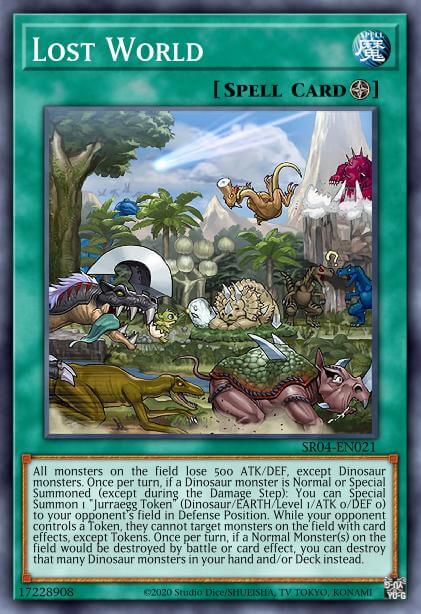 Lost World
SPELL
魔
[Spell Card]
?
SR04-EN021
All monsters on the field lose 500 ATK/DEF, except Dinosaur
monsters. Once per turn, if a Dinosaur monster is Normal or Special
Summoned (except during the Damage Step): You can Special
Summon 1 "Jurraegg Token" (Dinosaur/EARTH/Level 1/ATK 0/DEF 0)
to your opponent's field in Defense Position. While your opponent
controls a Token, they cannot target monsters on the field with card
effects, except Tokens. Once per turn, if a Normal Monster(s) on the
field would be destroyed by battle or card effect, you can destroy
that many Dinosaur monsters in your hand and/or Deck instead.
17228908
©2020 Studio Dice/SHUEISHA, TV TOKYO, KONAMI